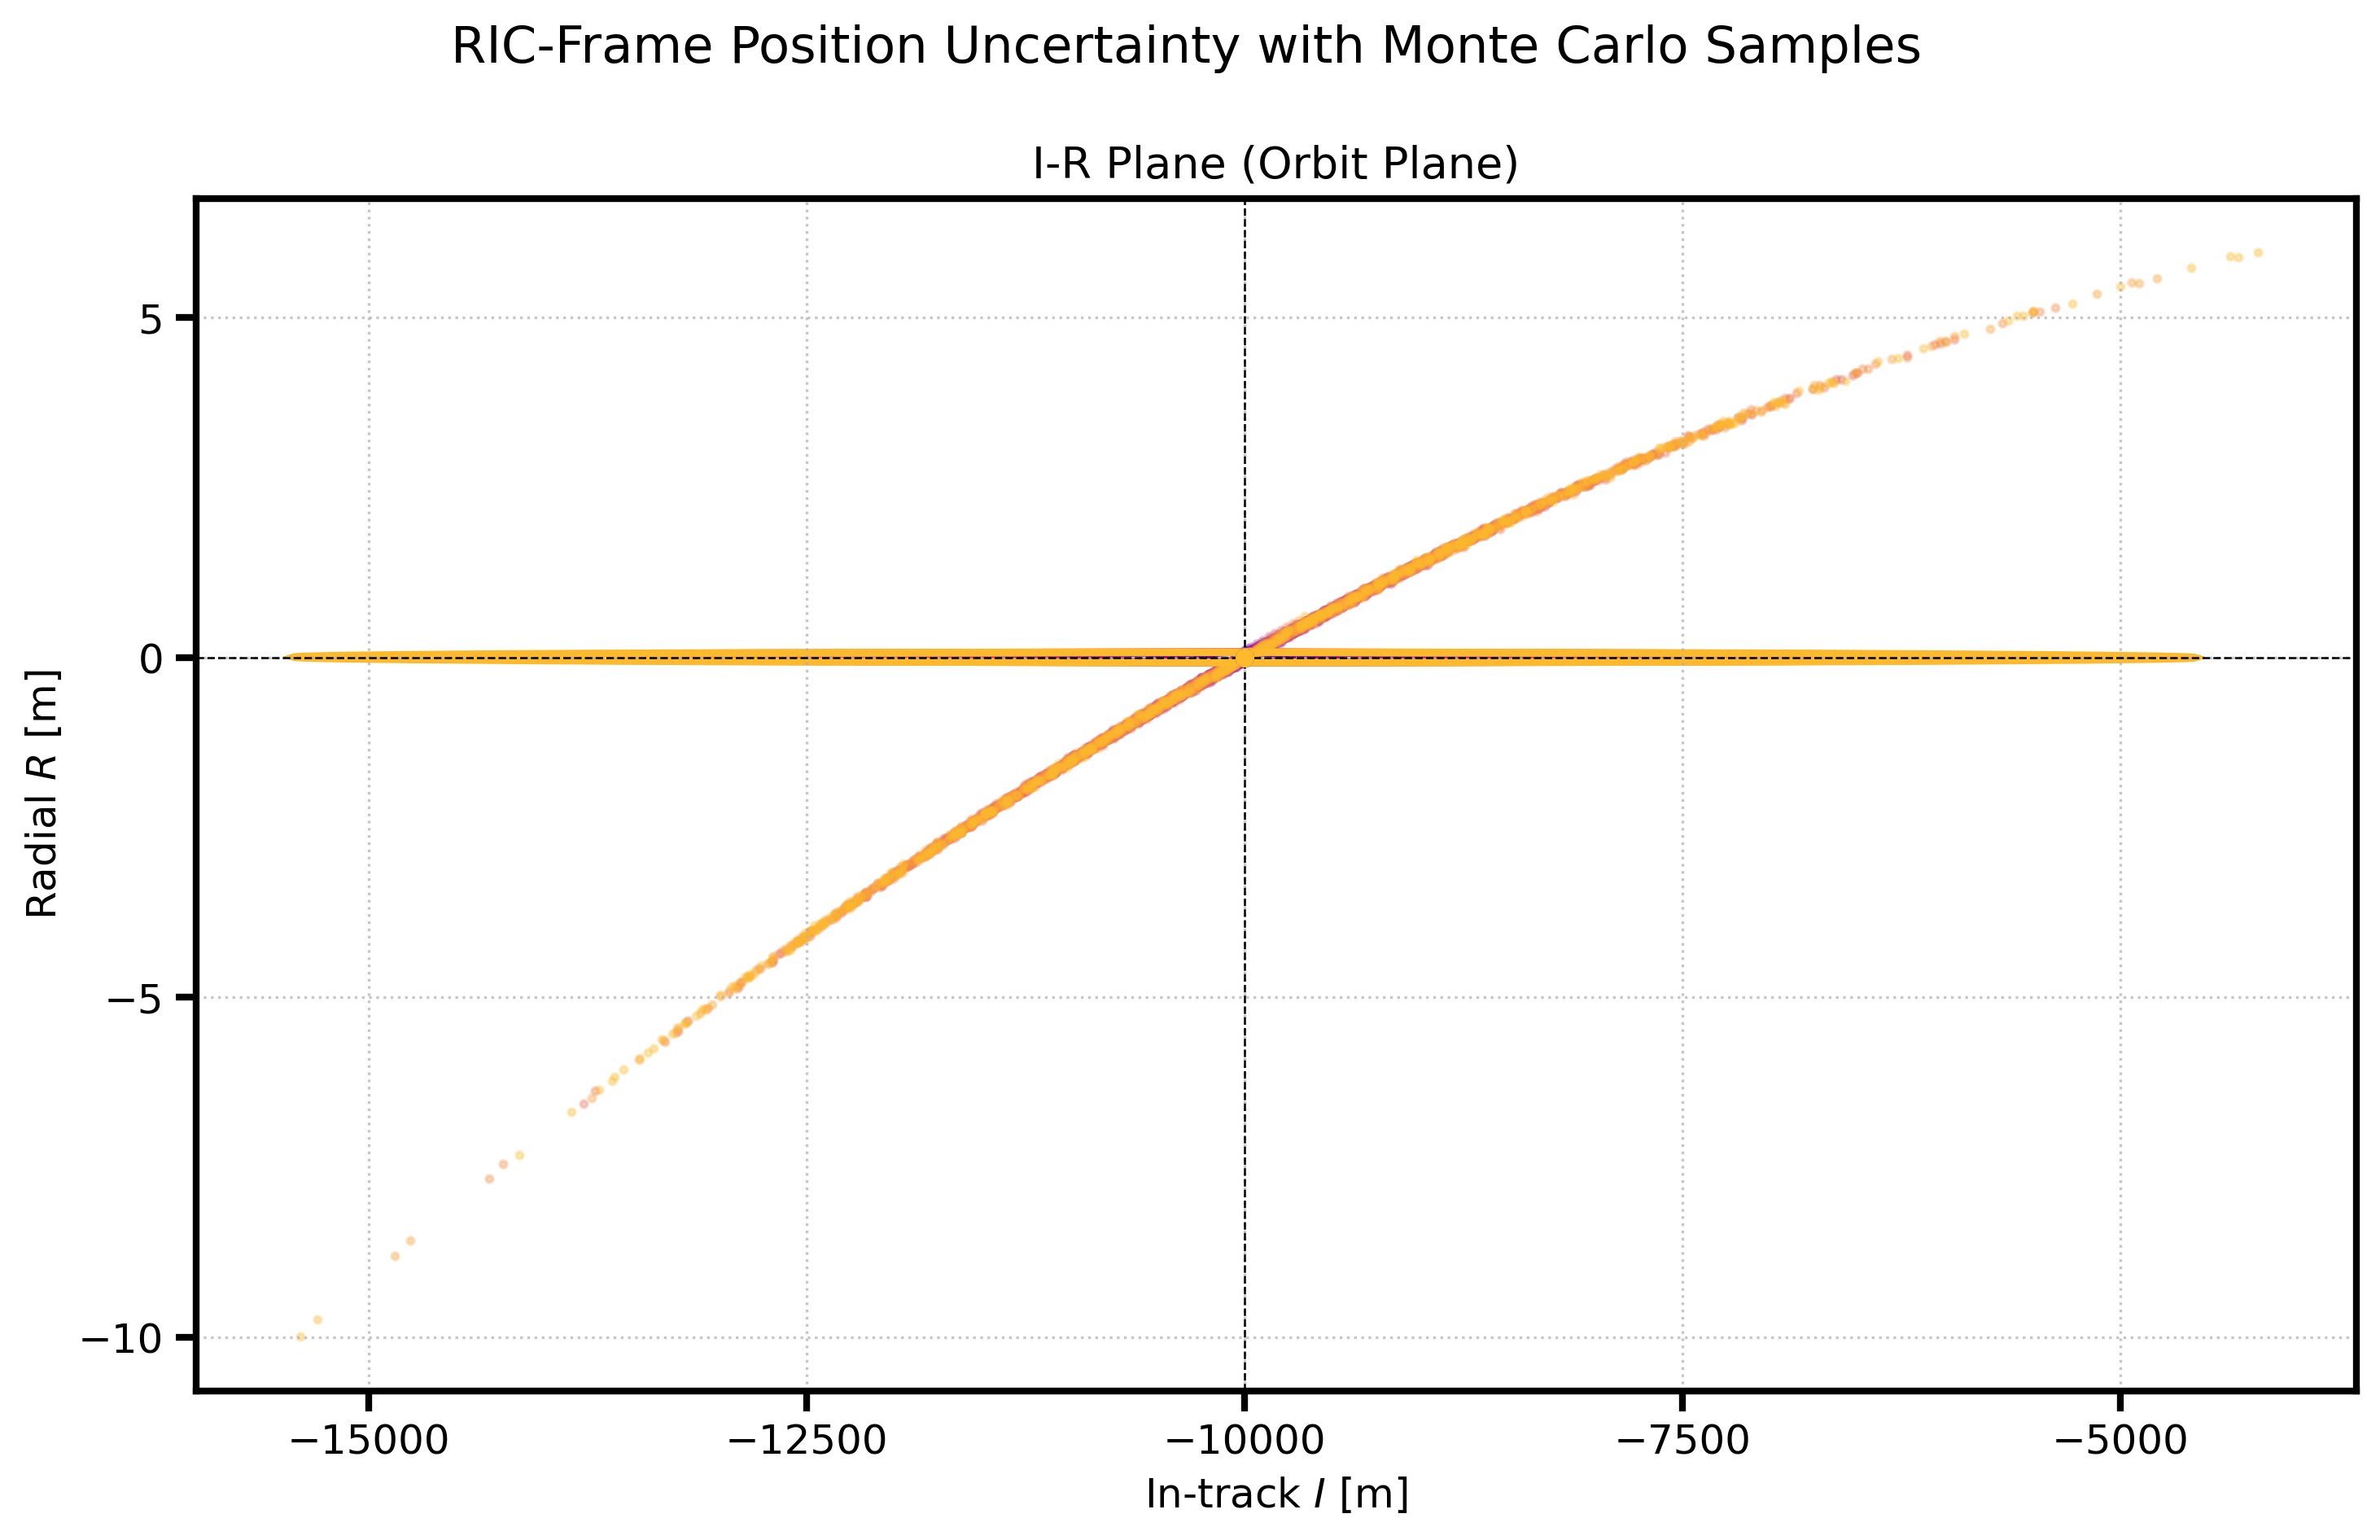 RIC-Frame Position Uncertainty with Monte Carlo Samples
I-R Plane (Orbit Plane)
5
0
−5
−10
Radial R [m]
−15000
−12500
−10000
−7500
−5000
In-track I [m]